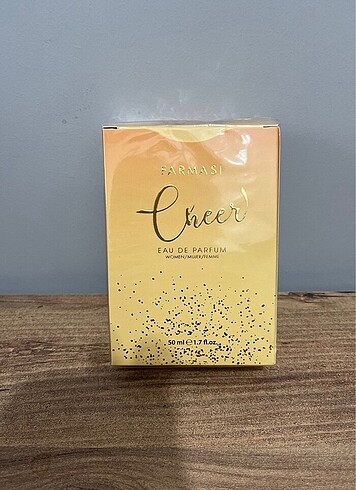 FARMASI
Cheer
EAU DE PARFUM
WOMEN/MUJER/FEMME
50 ml e 1.7 fl.oz.